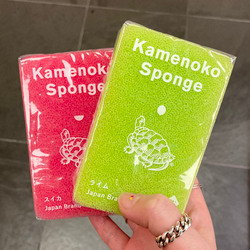 Kamenoko
Sponge
スイカ
Japan Brand
Kamenoko
Sponge
ライム
Japan Brand